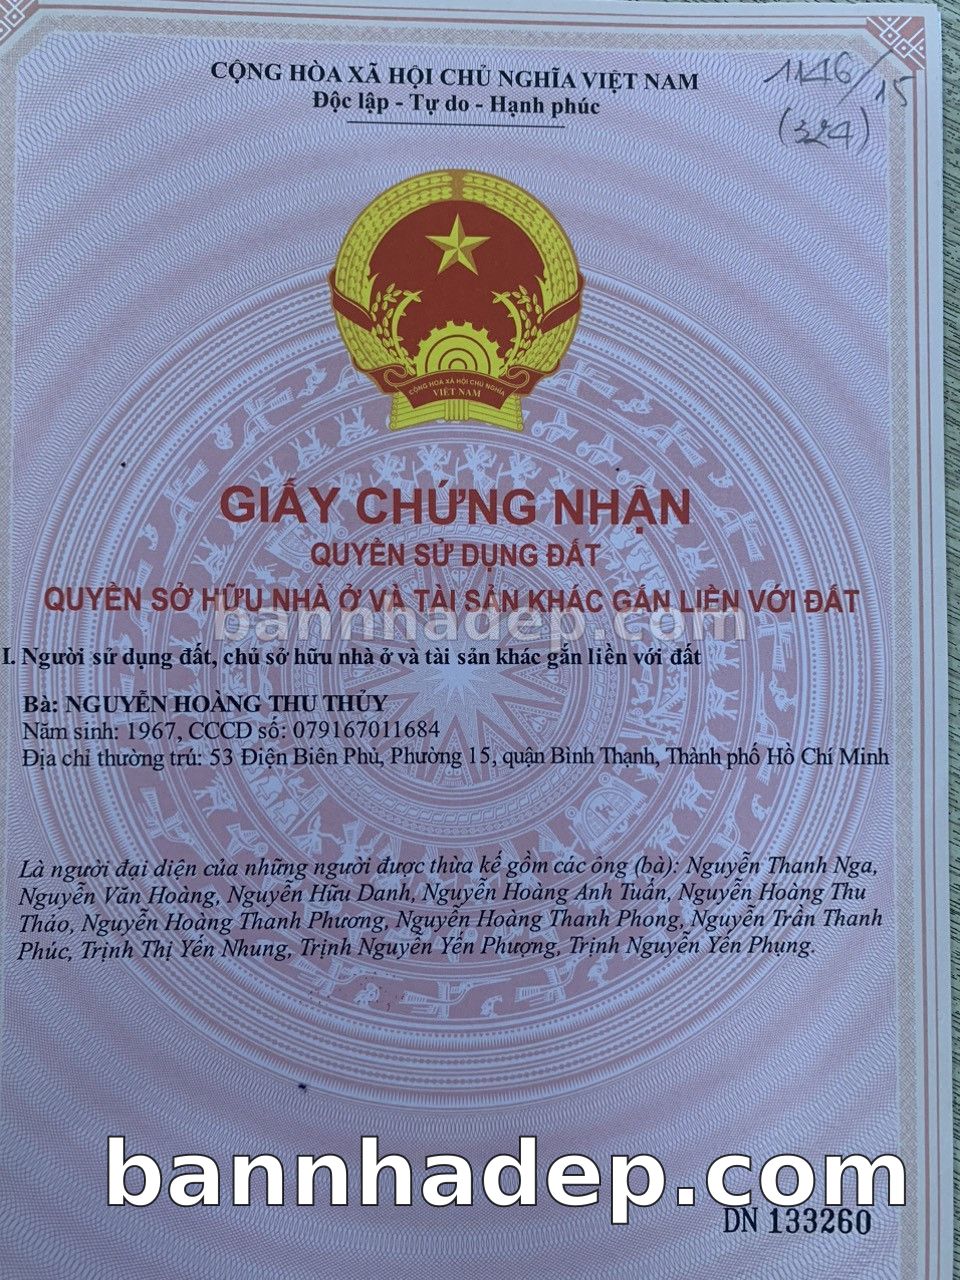 CỘNG HÒA XÃ HỘI CHỦ NGHĨA VIỆT NAM
Độc lập - Tự do - Hạnh phúc
1146/15
(324)
CỘNG HOÀ XÃ HỘI CHỦ NGHĨA
VIỆT NAM
GIẤY CHỨNG NHẬN
QUYỀN SỬ DỤNG ĐẤT
QUYỀN SỞ HỮU NHÀ Ở VÀ TÀI SẢN KHÁC GẮN LIỀN VỚI ĐẤT
bannhadep.com
I. Người sử dụng đất, chủ sở hữu nhà ở và tài sản khác gắn liền với đất
Bà: NGUYỄN HOÀNG THU THỦY
Năm sinh: 1967, CCCD số: 079167011684
Địa chỉ thường trú: 53 Điện Biên Phủ, Phường 15, quận Bình Thạnh, Thành phố Hồ Chí Minh
Là người đại diện của những người được thừa kế gồm các ông (bà): Nguyễn Thanh Nga,
Nguyễn Văn Hoàng, Nguyễn Hữu Danh, Nguyễn Hoàng Anh Tuấn, Nguyễn Hoàng Thu
Thảo, Nguyễn Hoàng Thanh Phương, Nguyễn Hoàng Thanh Phong, Nguyễn Trần Thanh
Phúc, Trịnh Thị Yến Nhung, Trịnh Nguyễn Yến Phượng, Trịnh Nguyễn Yến Phụng.
bannhadep.com
DN 133260